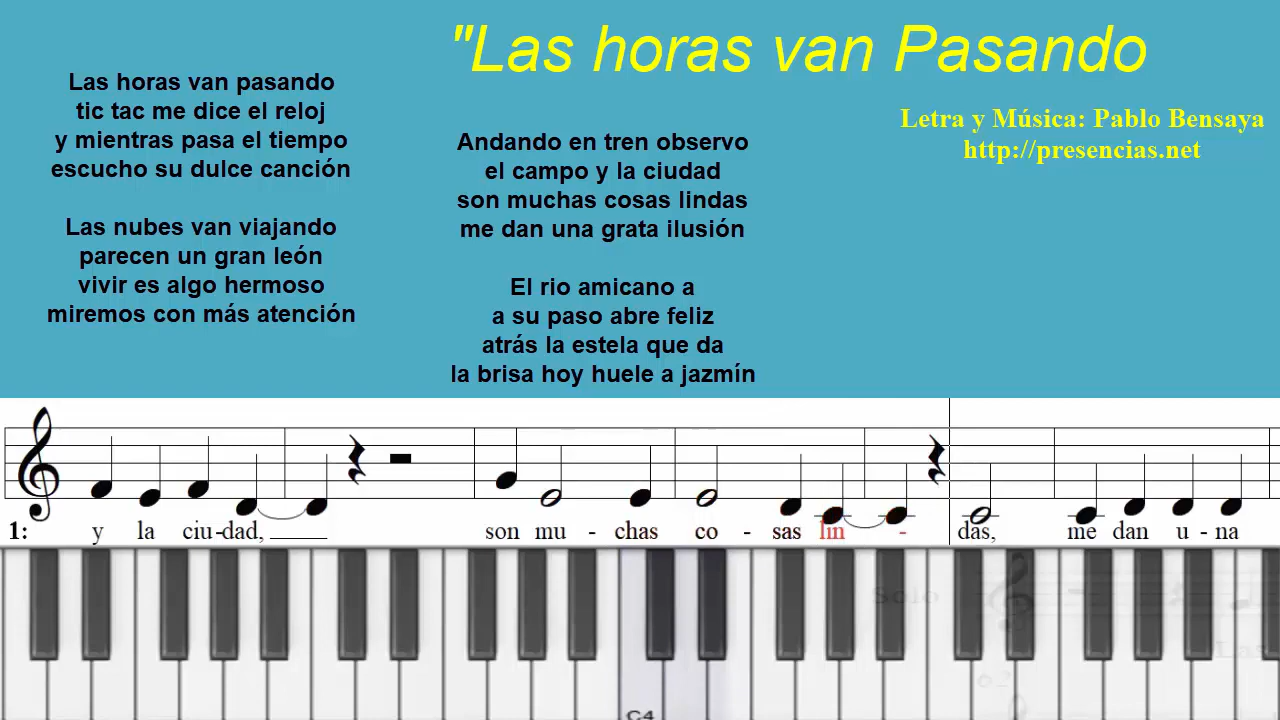 "Las horas van Pasando
Letra y Música: Pablo Bensaya
http://presencias.net
Las horas van pasando
tic tac me dice el reloj
y mientras pasa el tiempo
escucho su dulce canción
Las nubes van viajando
parecen un gran león
vivir es algo hermoso
miremos con más atención
Andando en tren observo
el campo y la ciudad
son muchas cosas lindas
me dan una grata ilusión
El rio amicano a
a su paso abre feliz
atrás la estela que da
la brisa hoy huele a jazmín
1: y la ciu-dad, son mu - chas co - sas lin - das, me dan u - na
Solo
Las
C4